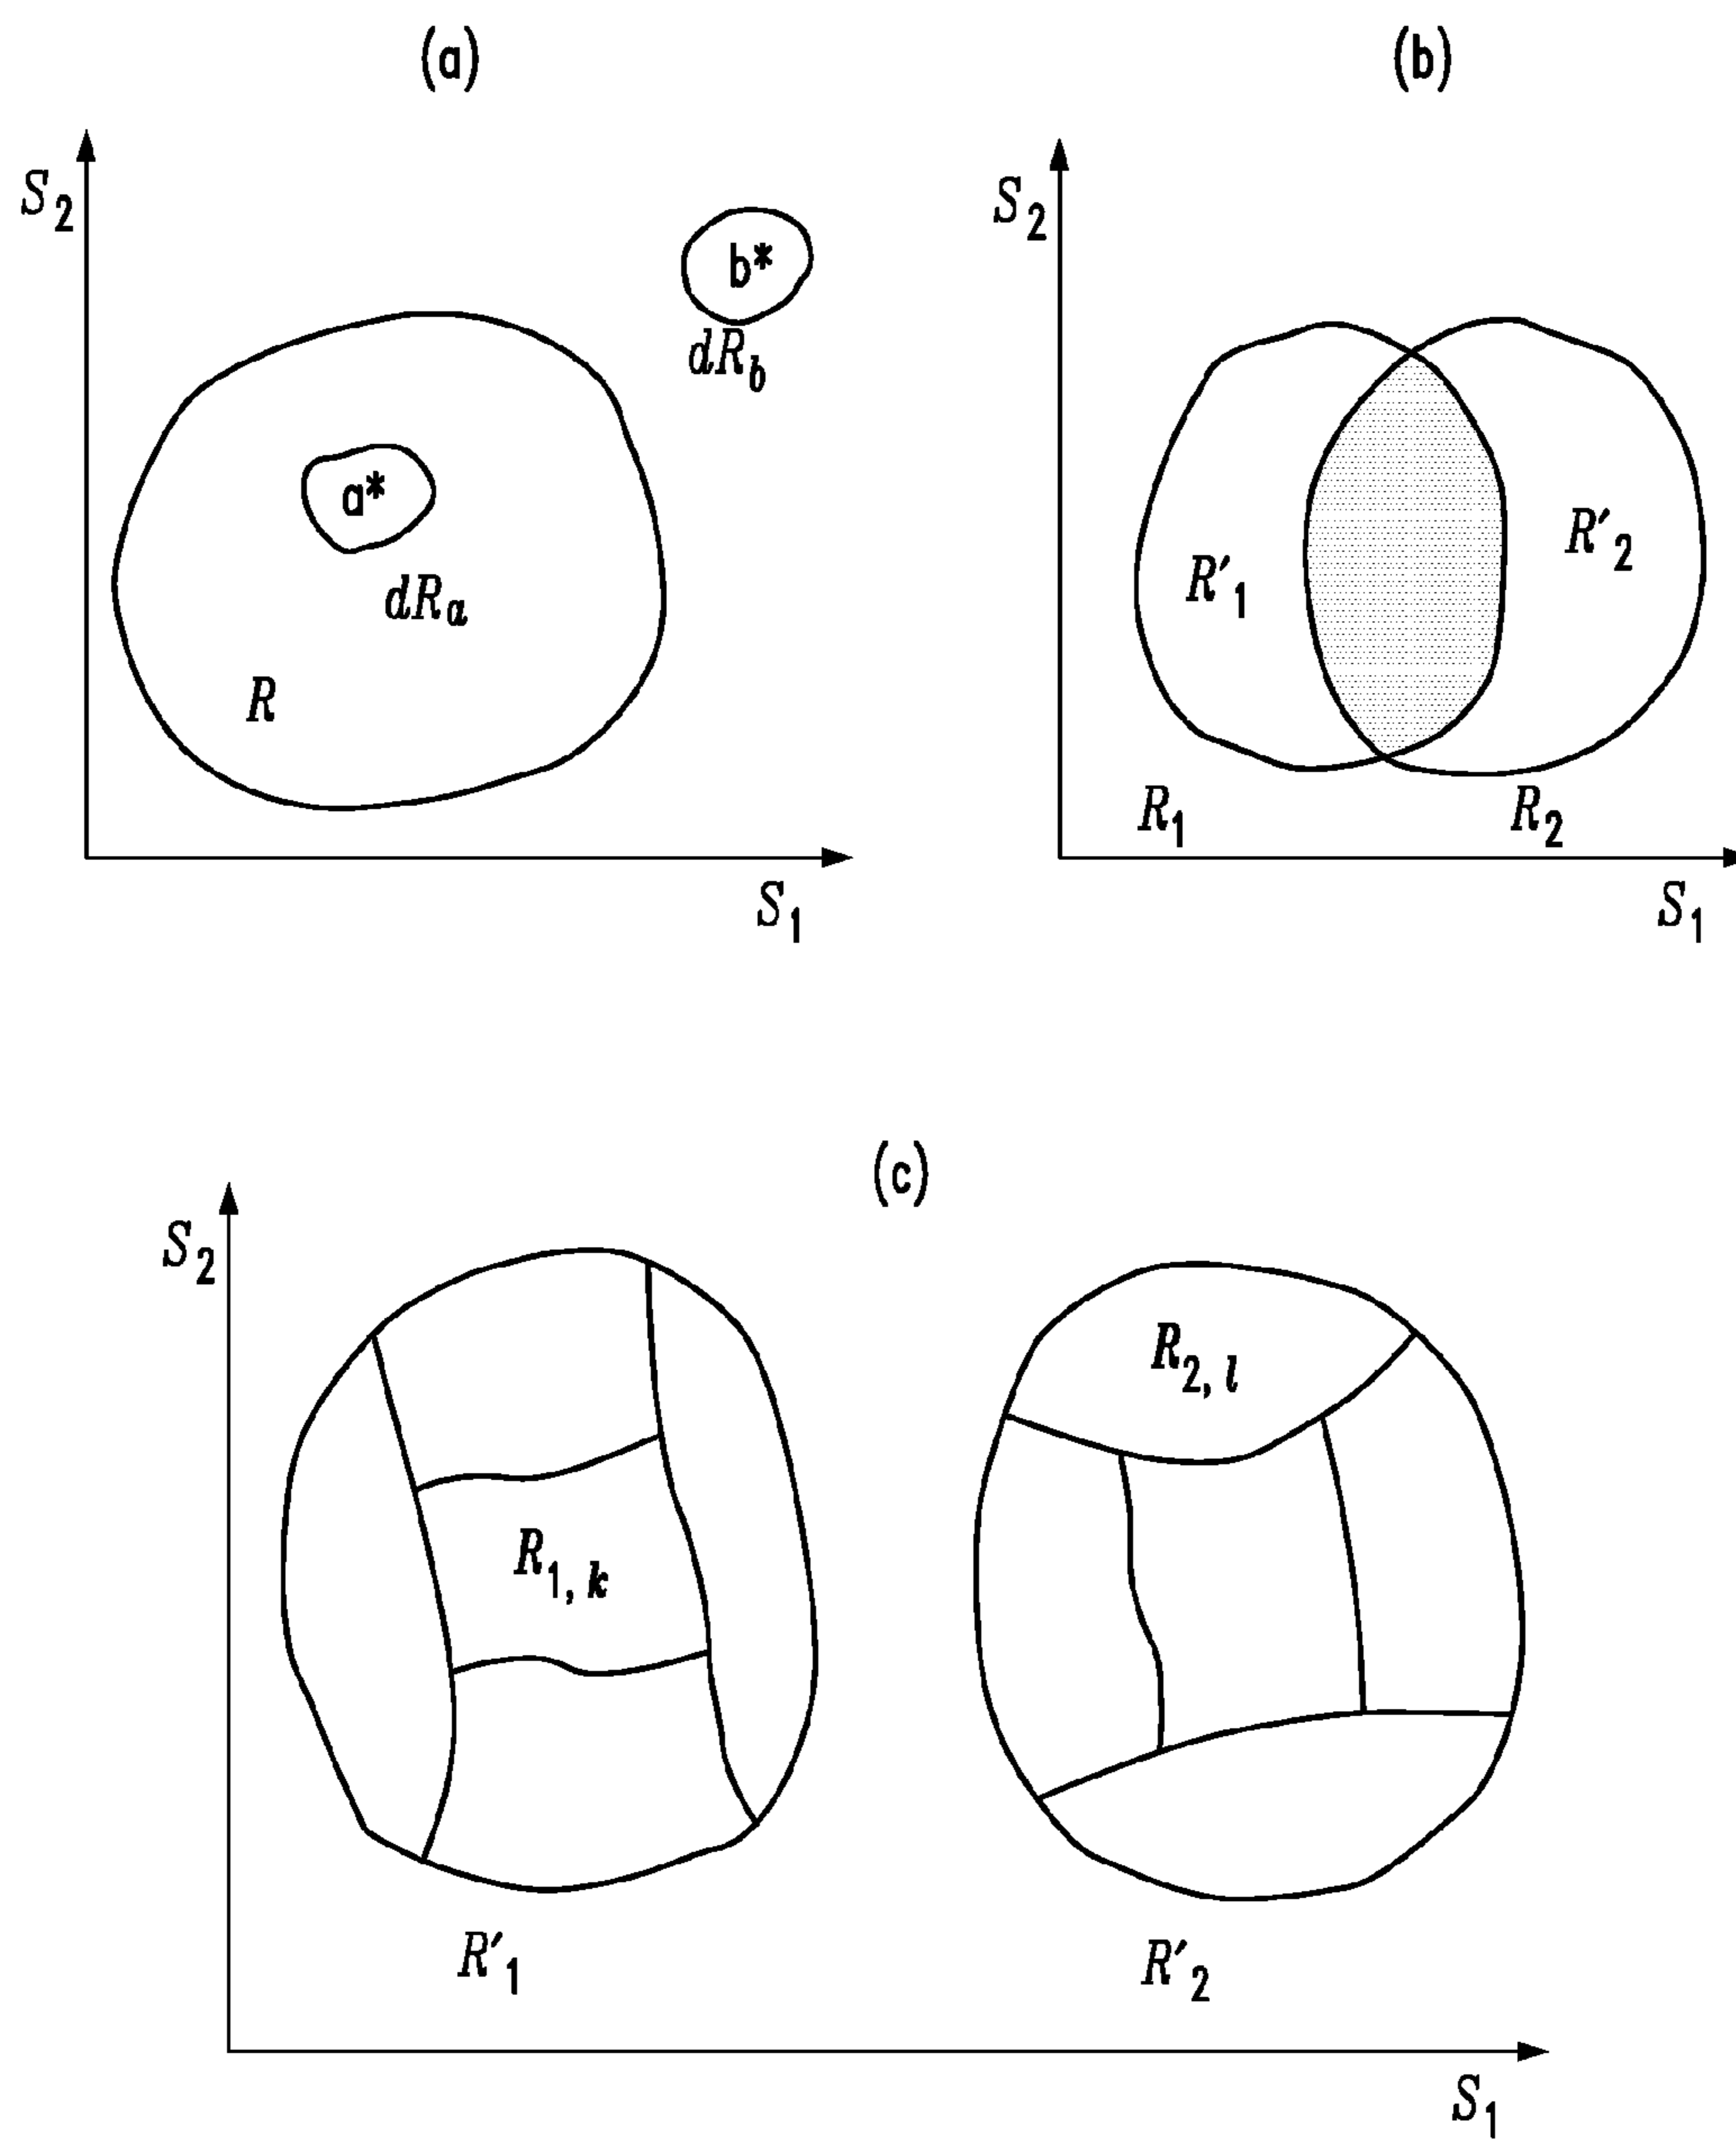 (a)
S2
b*
dRb
a*
dRa
R
S1
(b)
S2
R'1
R'2
R1
R2
S1
(c)
S2
R2, l
R1, k
R'1
R'2
S1